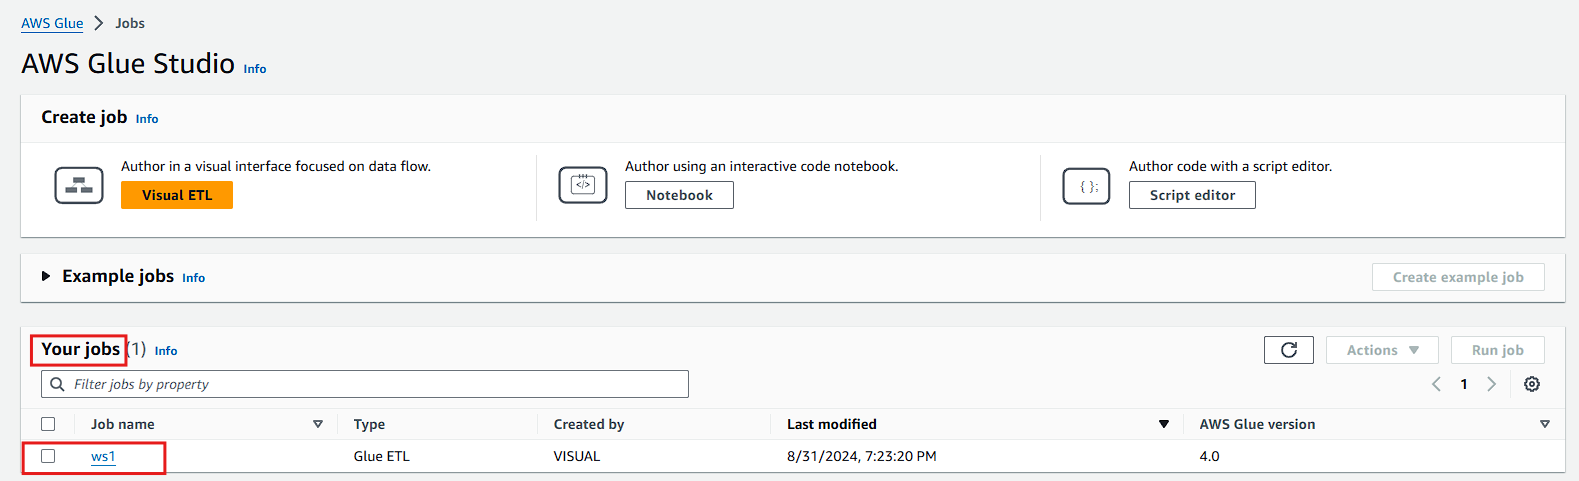 AWS Glue > Jobs
AWS Glue Studio Info
Create job Info
Author in a visual interface focused on data flow.
Visual ETL
Author using an interactive code notebook.
Notebook
Author code with a script editor.
Script editor
Example jobs Info
Create example job
Your jobs (1) Info
Actions
Run job
Filter jobs by property
1
Job name Type Created by Last modified AWS Glue version
ws1 Glue ETL VISUAL 8/31/2024, 7:23:20 PM 4.0